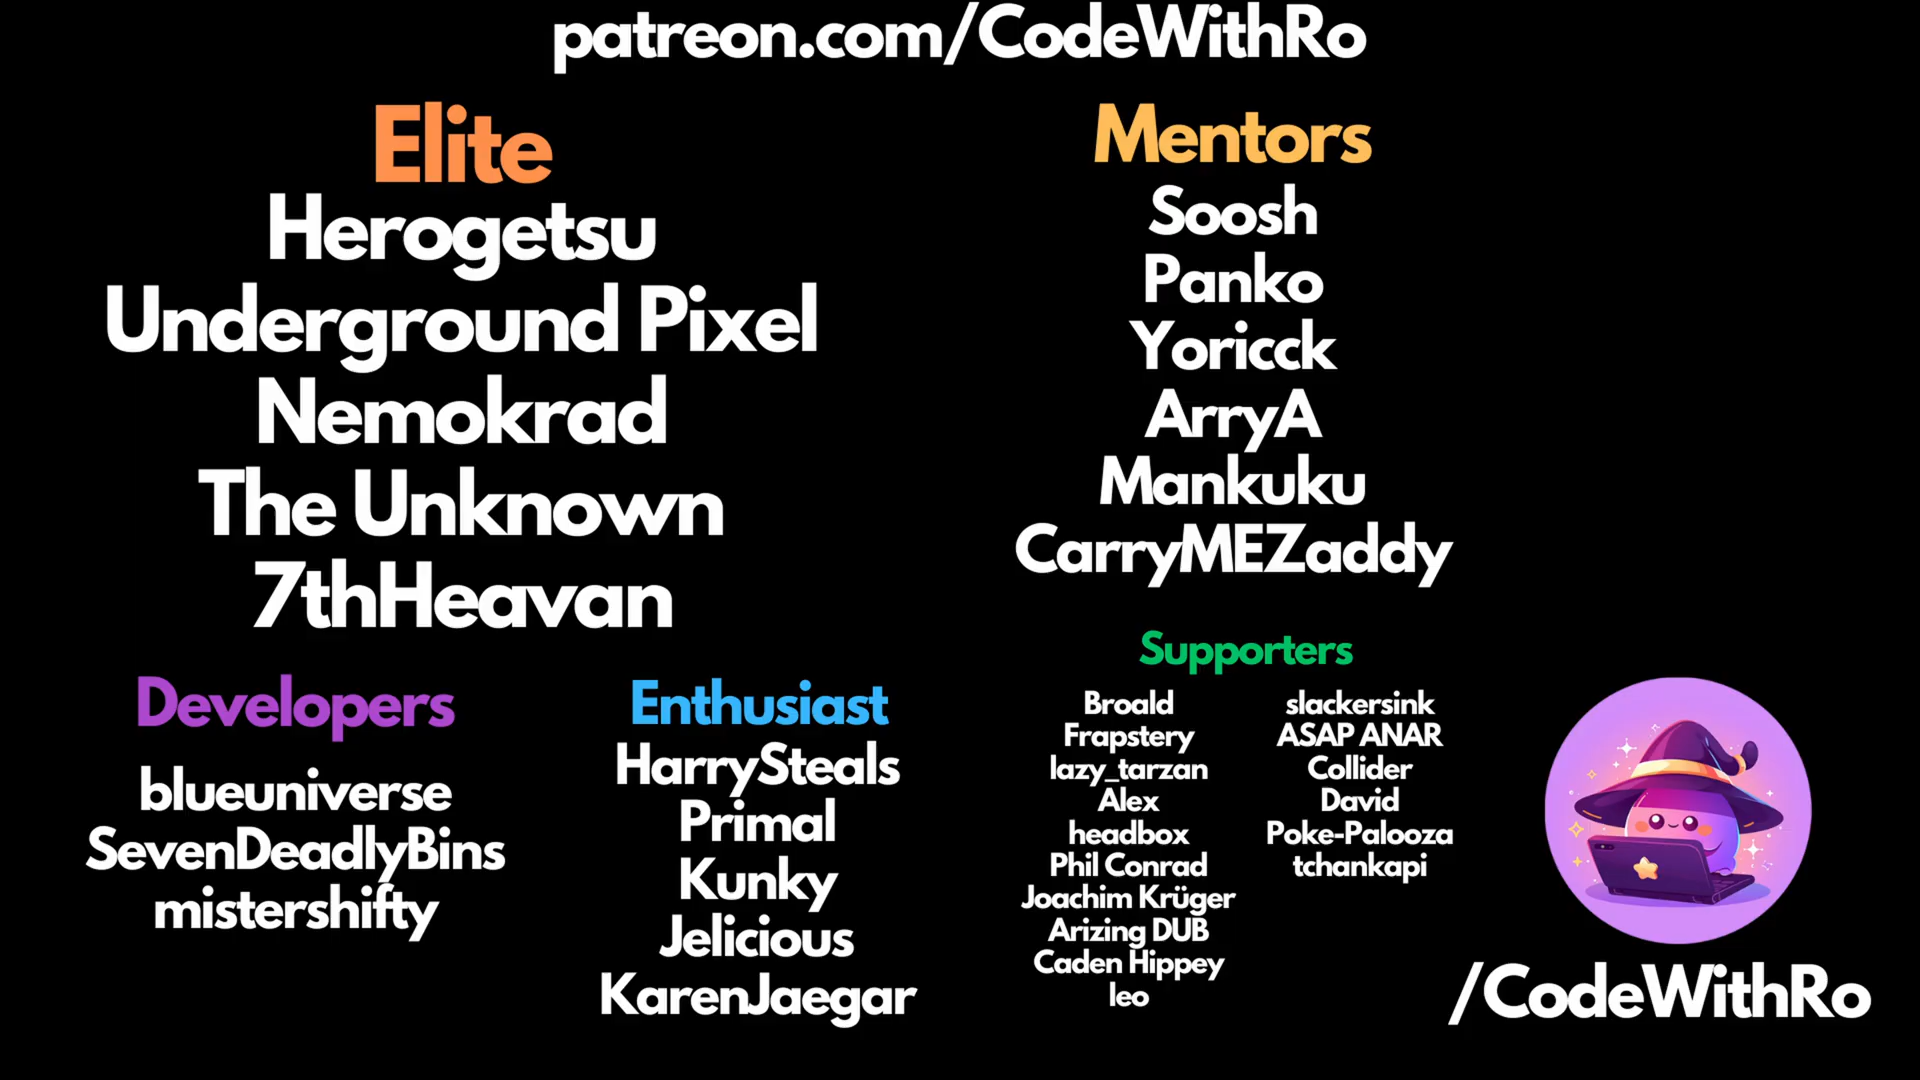 patreon.com/CodeWithRo
Elite
Herogetsu
Underground Pixel
Nemokrad
The Unknown
7thHeavan
Mentors
Soosh
Panko
Yoricck
ArryA
Mankuku
CarryMEZaddy
Developers
blueuniverse
SevenDeadlyBins
mistershifty
Enthusiast
HarrySteals
Primal
Kunky
Jelicious
KarenJaegar
Supporters
Broald
Frapstery
lazy_tarzan
Alex
headbox
Phil Conrad
Joachim Krüger
Arizing DUB
Caden Hippey
leo
slackersink
ASAP ANAR
Collider
David
Poke-Palooza
tchankapi
/CodeWithRo